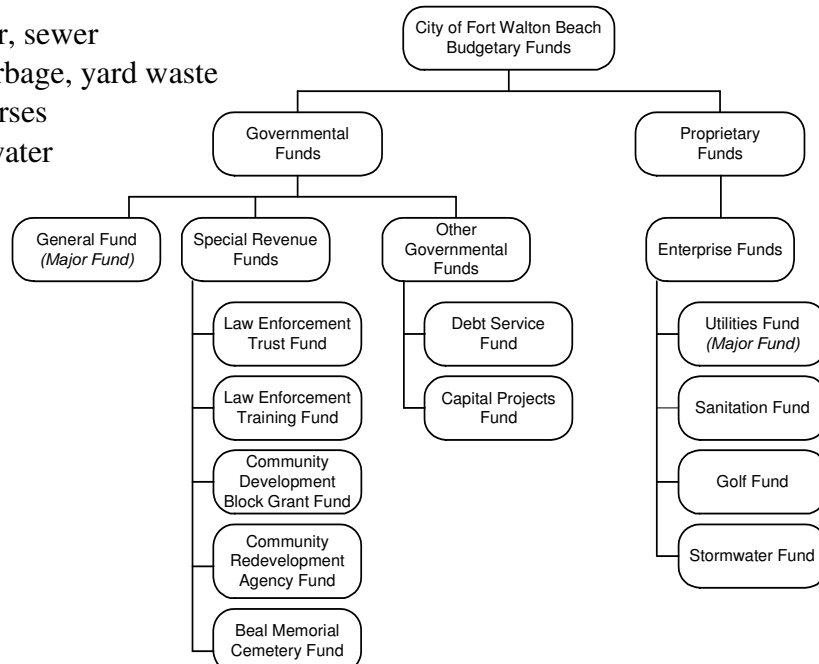 r, sewer
rbage, yard waste
rses
water
City of Fort Walton Beach
Budgetary Funds
Governmental
Funds
Proprietary
Funds
General Fund
(Major Fund)
Special Revenue
Funds
Other
Governmental
Funds
Enterprise Funds
Law Enforcement
Trust Fund
Law Enforcement
Training Fund
Community
Development
Block Grant Fund
Community
Redevelopment
Agency Fund
Beal Memorial
Cemetery Fund
Debt Service
Fund
Capital Projects
Fund
Utilities Fund
(Major Fund)
Sanitation Fund
Golf Fund
Stormwater Fund